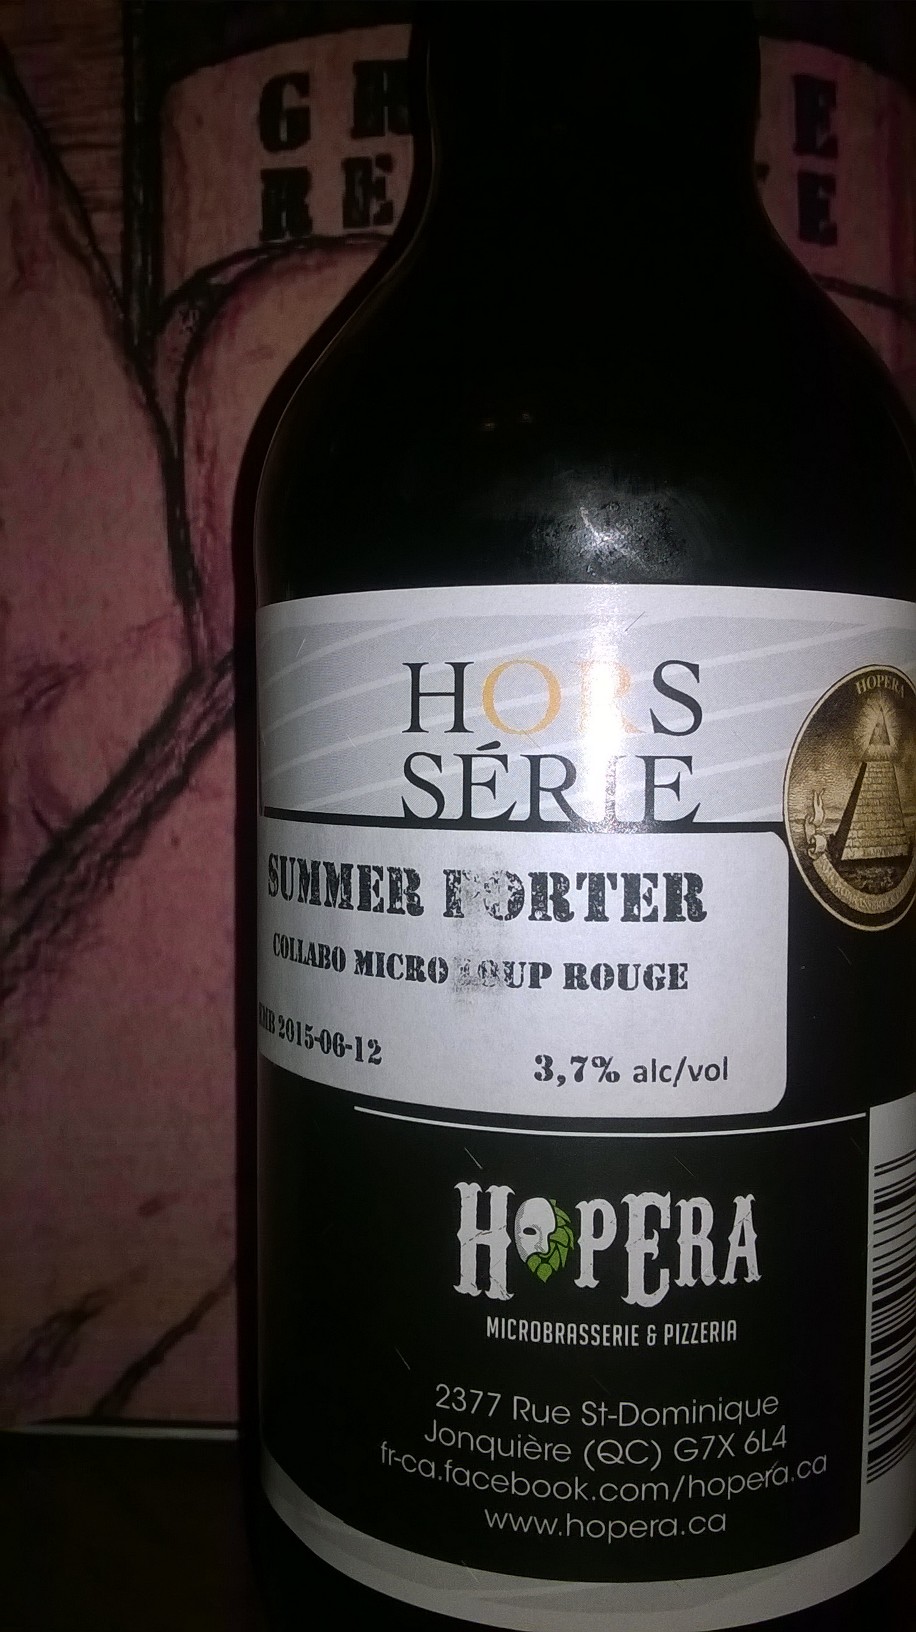 HORS
SÉRIE
HOPERA
SUMMER PORTER
COLLABO MICRO LOUP ROUGE
EMB 2015-06-12
3,7% alc/vol
HOPERA
MICROBRASSERIE & PIZZERIA
2377 Rue St-Dominique
Jonquière (QC) G7X 6L4
fr-ca.facebook.com/hopera.ca
www.hopera.ca